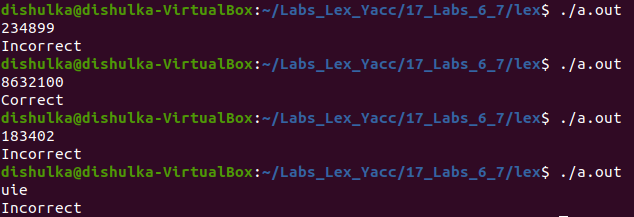 dishulka@dishulka-VirtualBox:~/Labs_Lex_Yacc/17_Labs_6_7/lex$ ./a.out
234899
Incorrect
dishulka@dishulka-VirtualBox:~/Labs_Lex_Yacc/17_Labs_6_7/lex$ ./a.out
8632100
Correct
dishulka@dishulka-VirtualBox:~/Labs_Lex_Yacc/17_Labs_6_7/lex$ ./a.out
183402
Incorrect
dishulka@dishulka-VirtualBox:~/Labs_Lex_Yacc/17_Labs_6_7/lex$ ./a.out
uie
Incorrect